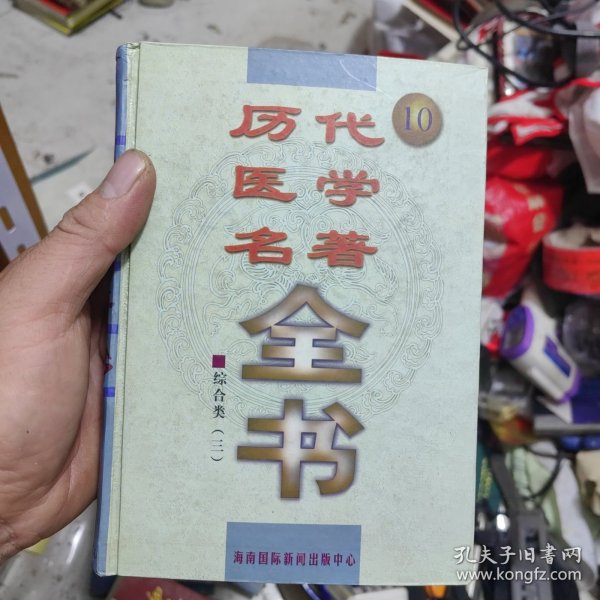 历代
10
医学
名著
全书
■综合类（三）
海南国际新闻出版中心
孔夫子旧书网
www.kongfz.com